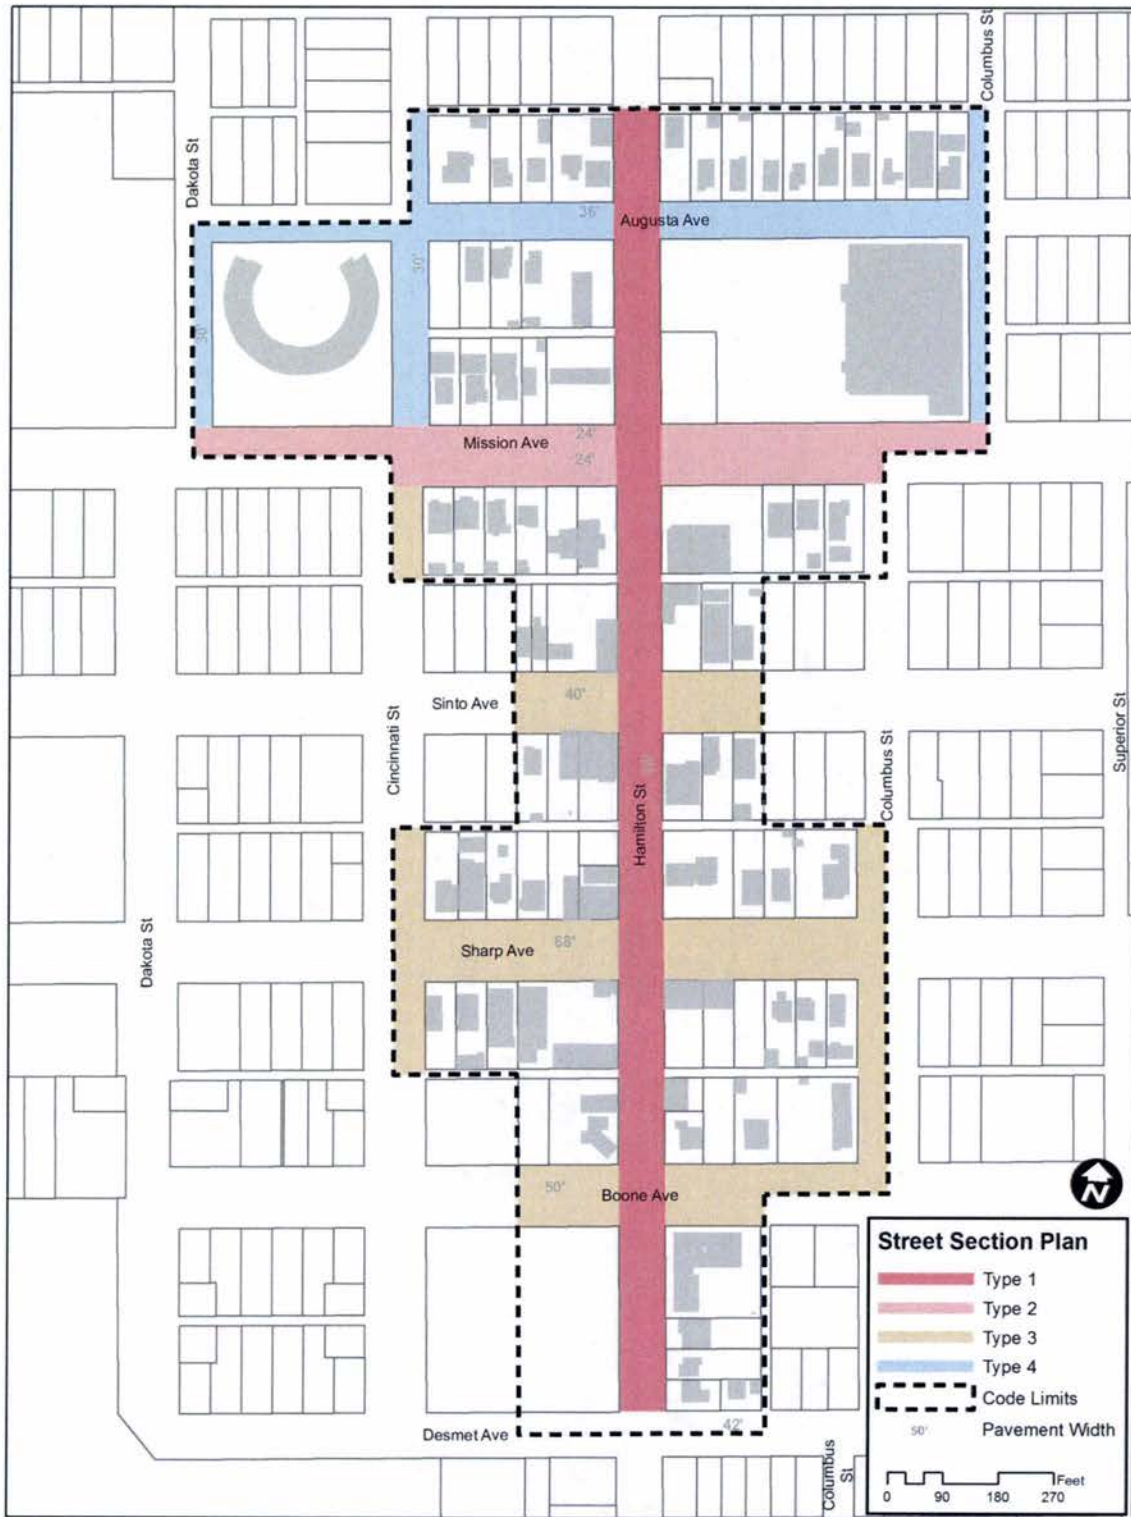 Columbus St
Dakota St
36'
Augusta Ave
30'
30'
24'
Mission Ave
24'
40'
Sinto Ave
Cincinnati St
Superior St
Columbus St
Hamilton St
68'
Sharp Ave
Dakota St
50'
Boone Ave
N
Street Section Plan
Type 1
Type 2
Type 3
Type 4
Code Limits
50' Pavement Width
Feet
0 90 180 270
42'
Desmet Ave
Columbus
St